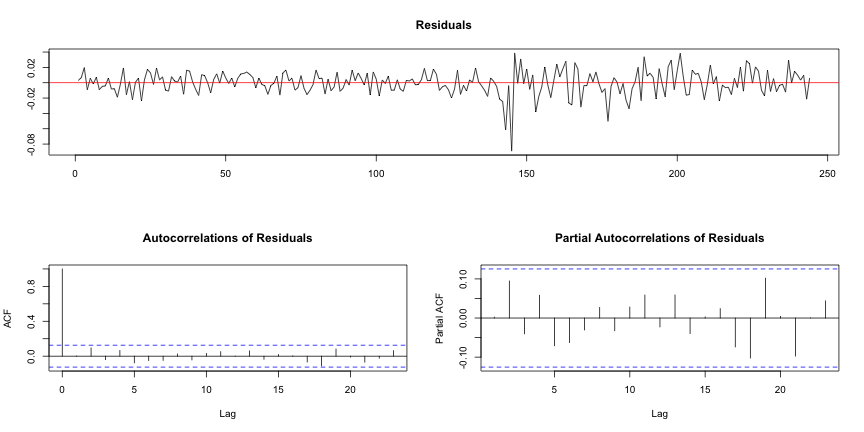 Residuals
0.02
-0.02
-0.08
0 50 100 150 200 250
Autocorrelations of Residuals
ACF
0.8
0.4
0.0
0 5 10 15 20
Lag
Partial Autocorrelations of Residuals
Partial ACF
0.10
0.00
-0.10
5 10 15 20
Lag